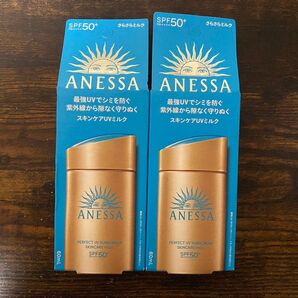 SPF50+
PA++++
さらさらミルク
ANESSA
最強UVでシミを防ぐ
紫外線から隙なく守りぬく
スキンケアUVミルク
ANESSA
PERFECT UV SUNSCREEN
SKINCARE MILK
SPF50+
60mL
SPF50+
PA++++
さらさらミルク
ANESSA
最強UVでシミを防ぐ
紫外線から隙なく守りぬく
スキンケアUVミルク
ANESSA
PERFECT UV SUNSCREEN
SKINCARE MILK
SPF50+
60mL